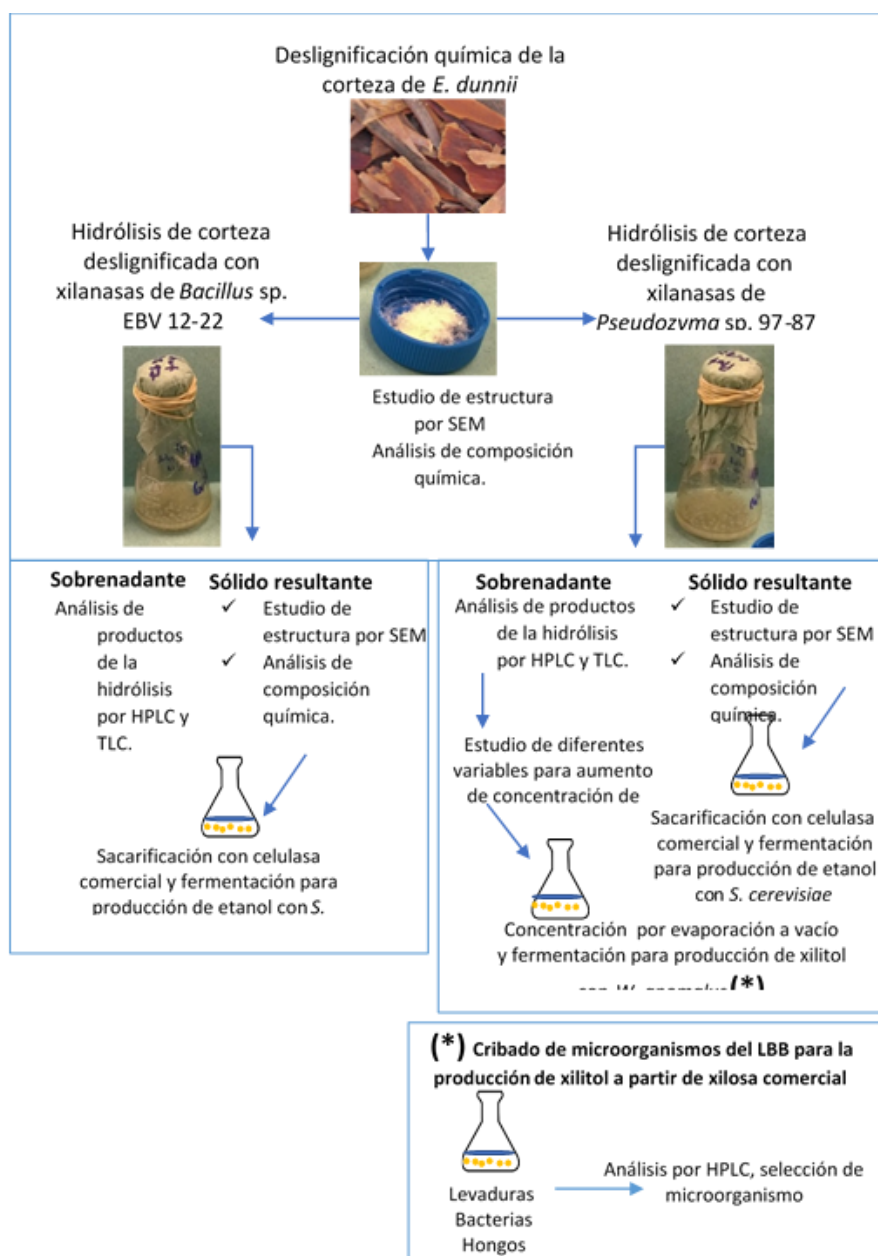 Deslignificación química de la
corteza de E. dunnii
Hidrólisis de corteza
deslignificada con
xilanasas de Bacillus sp.
EBV 12-22
Hidrólisis de corteza
deslignificada con
xilanasas de
Pseudozyma sp. 97-87
Estudio de estructura
por SEM
Análisis de composición
química.
Sobrenadante
Análisis de
productos
de la
hidrólisis
por HPLC y
TLC.
Sólido resultante
✓ Estudio de
estructura por SEM
✓ Análisis de
composición
química.
Sacarificación con celulasa
comercial y fermentación para
producción de etanol con S.
Sobrenadante
Análisis de productos
de la hidrólisis
por HPLC y TLC.
Estudio de diferentes
variables para aumento
de concentración de
Sólido resultante
✓ Estudio de
estructura por SEM
✓ Análisis de
composición
química.
Sacarificación con celulasa
comercial y fermentación
para producción de etanol
con S. cerevisiae
Concentración por evaporación a vacío
y fermentación para producción de xilitol
con W. anomalus (*)
(*) Cribado de microorganismos del LBB para la
producción de xilitol a partir de xilosa comercial
Levaduras
Bacterias
Hongos
Análisis por HPLC, selección de
microorganismo